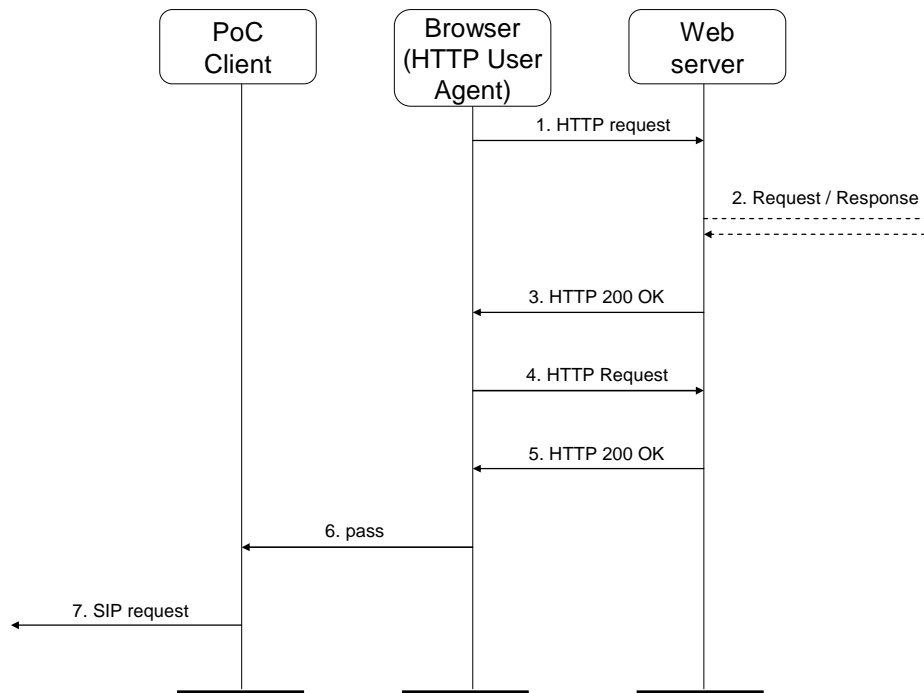 PoC
Client
Browser
(HTTP User
Agent)
Web
server
1. HTTP request
2. Request / Response
3. HTTP 200 OK
4. HTTP Request
5. HTTP 200 OK
6. pass
7. SIP request